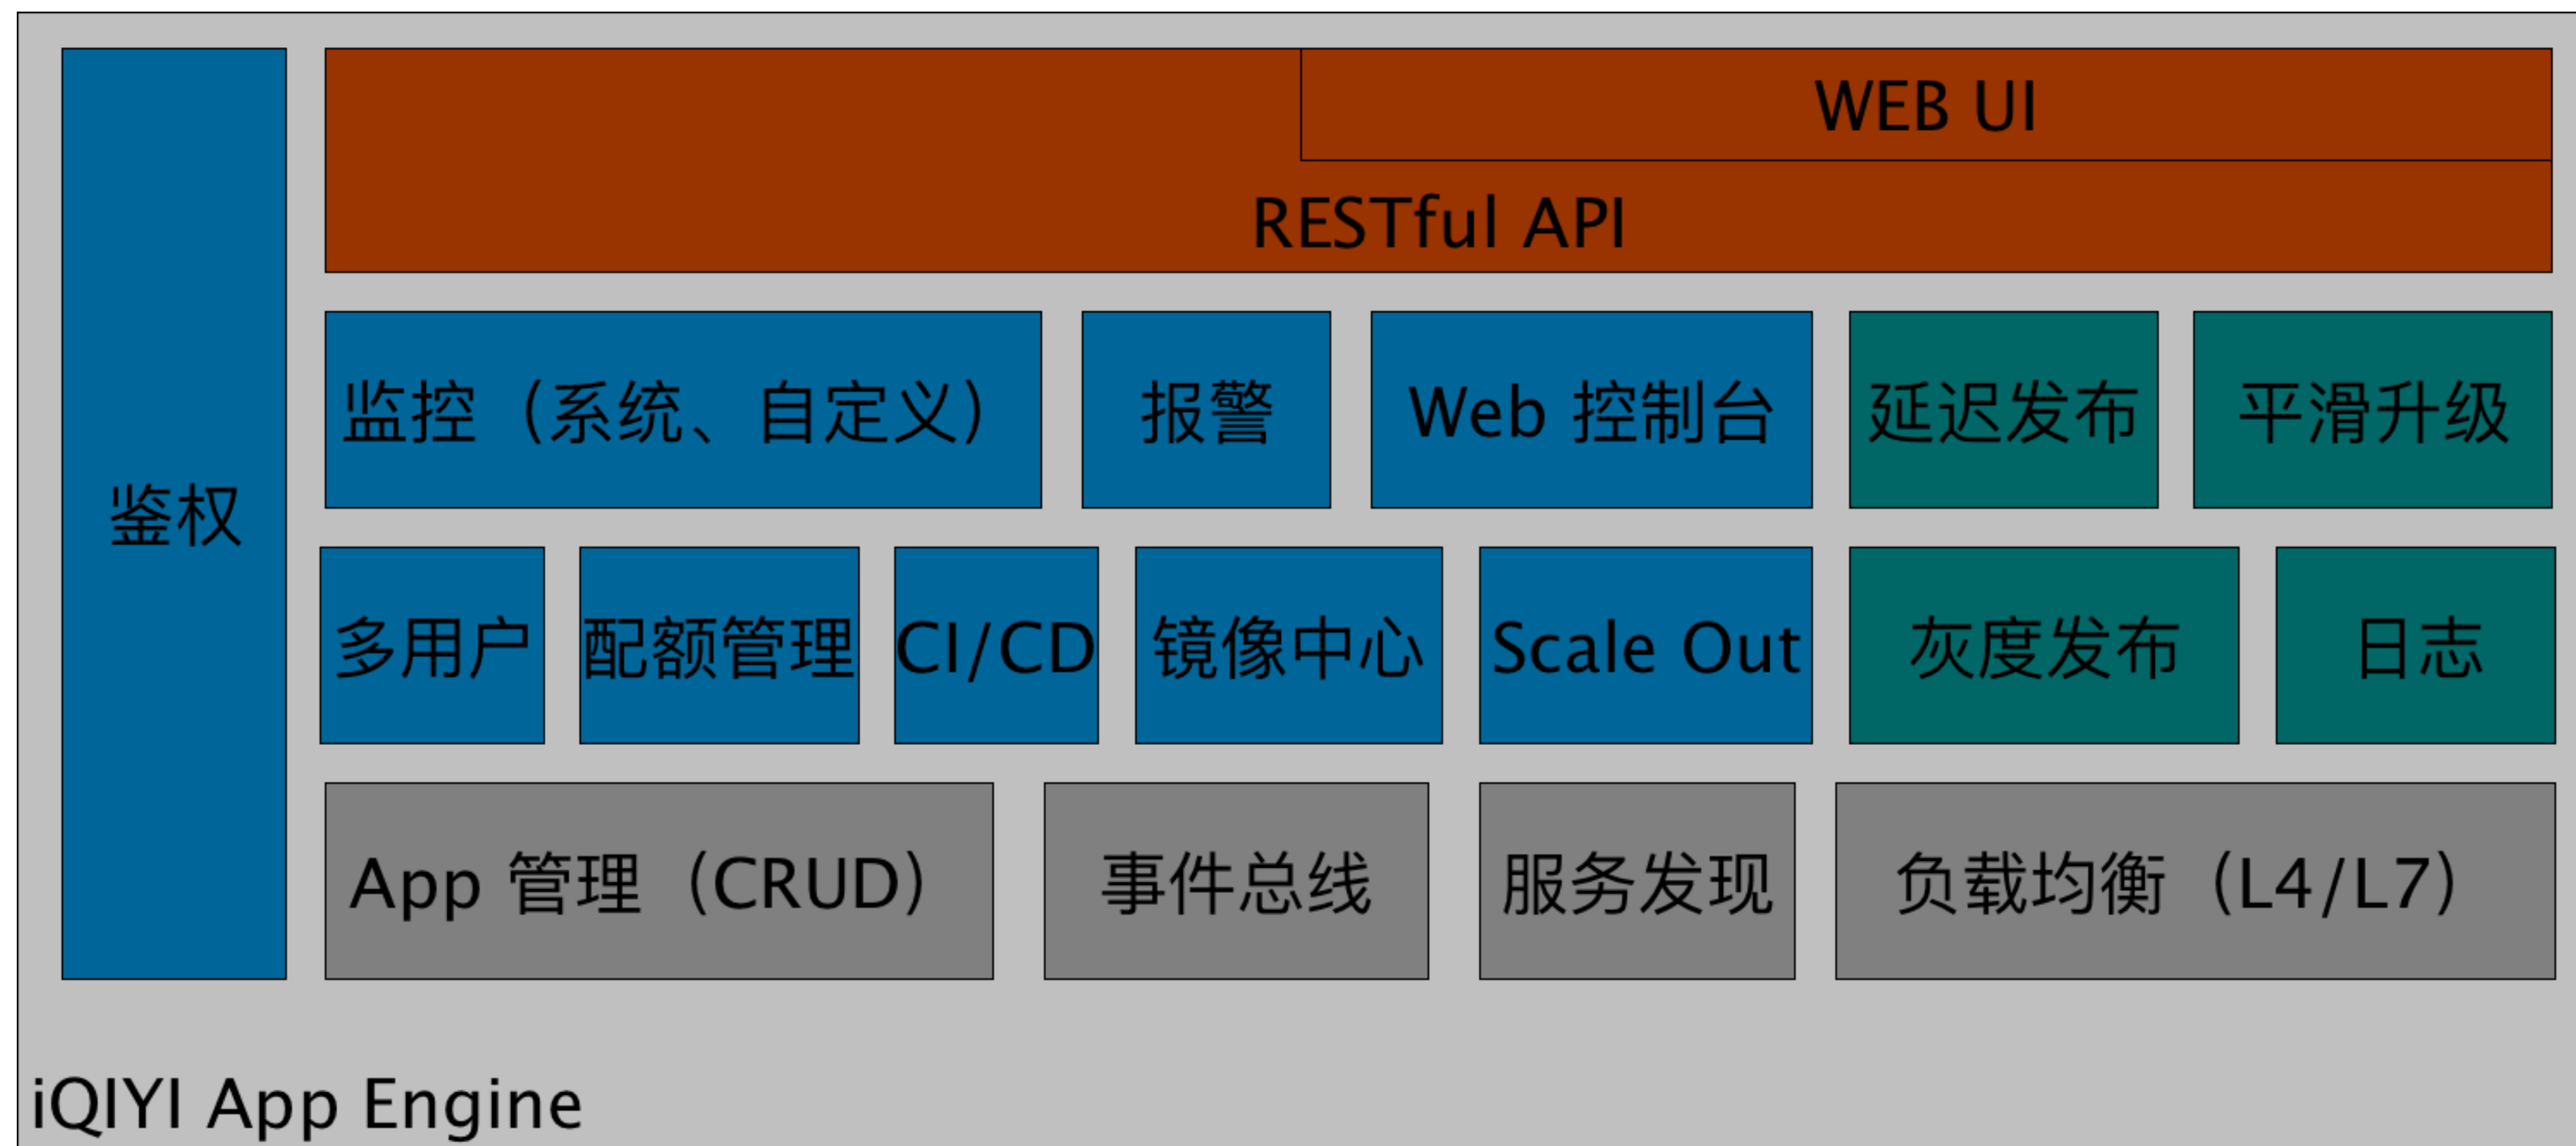 WEB UI
RESTful API
鉴权
监控（系统、自定义）
报警
Web 控制台
延迟发布
平滑升级
多用户
配额管理
CI/CD
镜像中心
Scale Out
灰度发布
日志
App 管理（CRUD）
事件总线
服务发现
负载均衡（L4/L7）
iQIYI App Engine